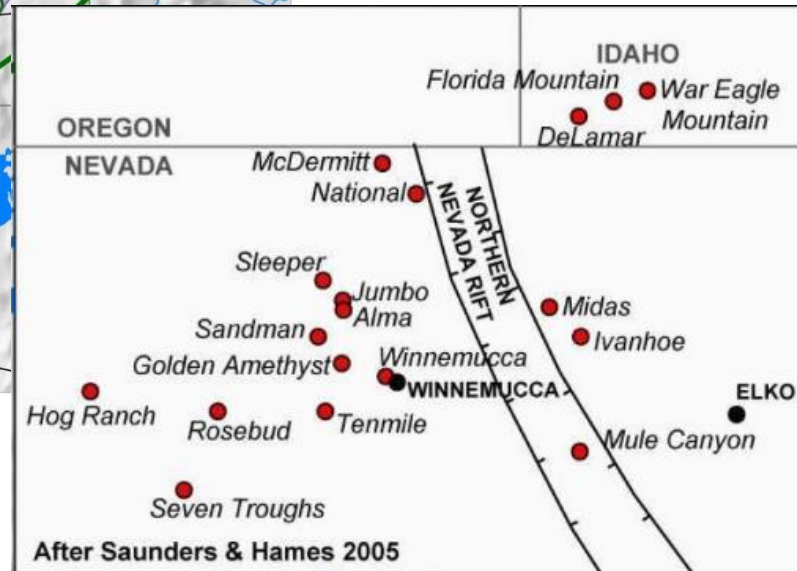 IDAHO
Florida Mountain
War Eagle
Mountain
DeLamar
OREGON
NEVADA
McDermitt
National
NORTHERN
NEVADA RIFT
Sleeper
Jumbo
Alma
Midas
Sandman
Ivanhoe
Golden Amethyst
Winnemucca
WINNEMUCCA
ELKO
Hog Ranch
Rosebud
Tenmile
Mule Canyon
Seven Troughs
After Saunders & Hames 2005